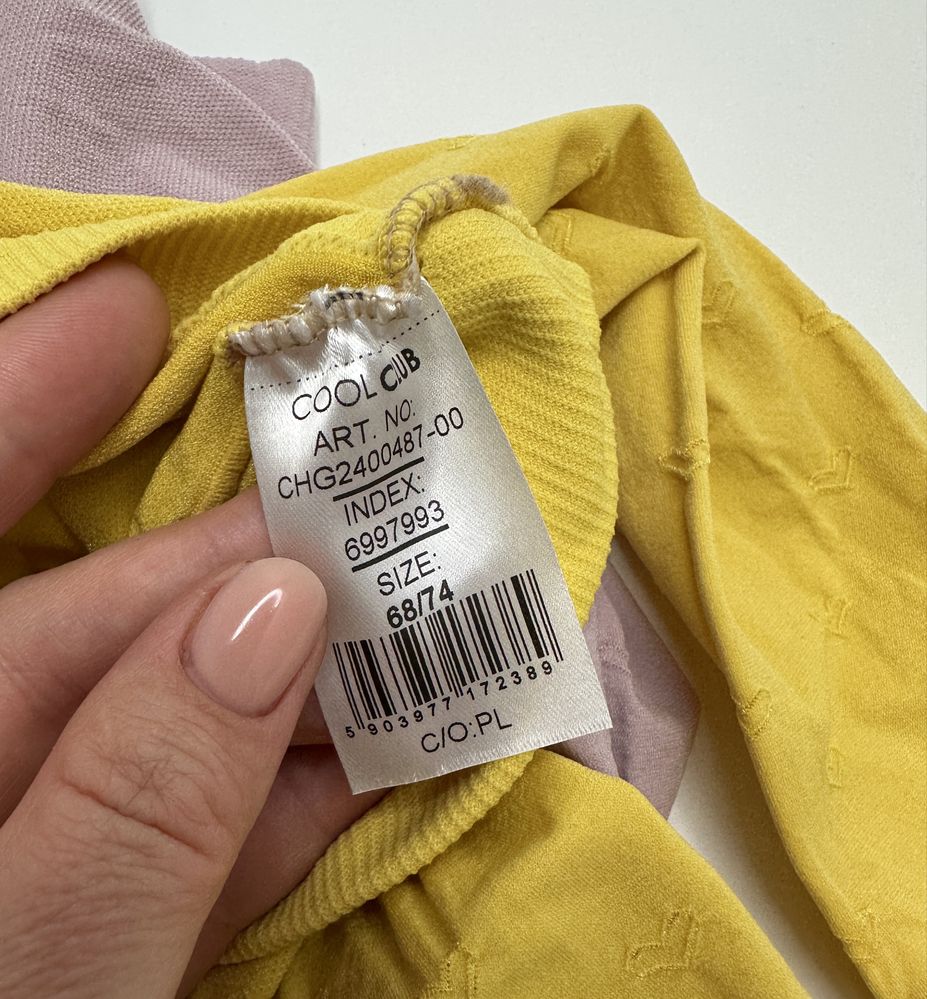 COOL CLUB
ART. NO:
CHG2400487-00
INDEX:
6997993
SIZE:
68/74
5 903977 172389
C/O:PL